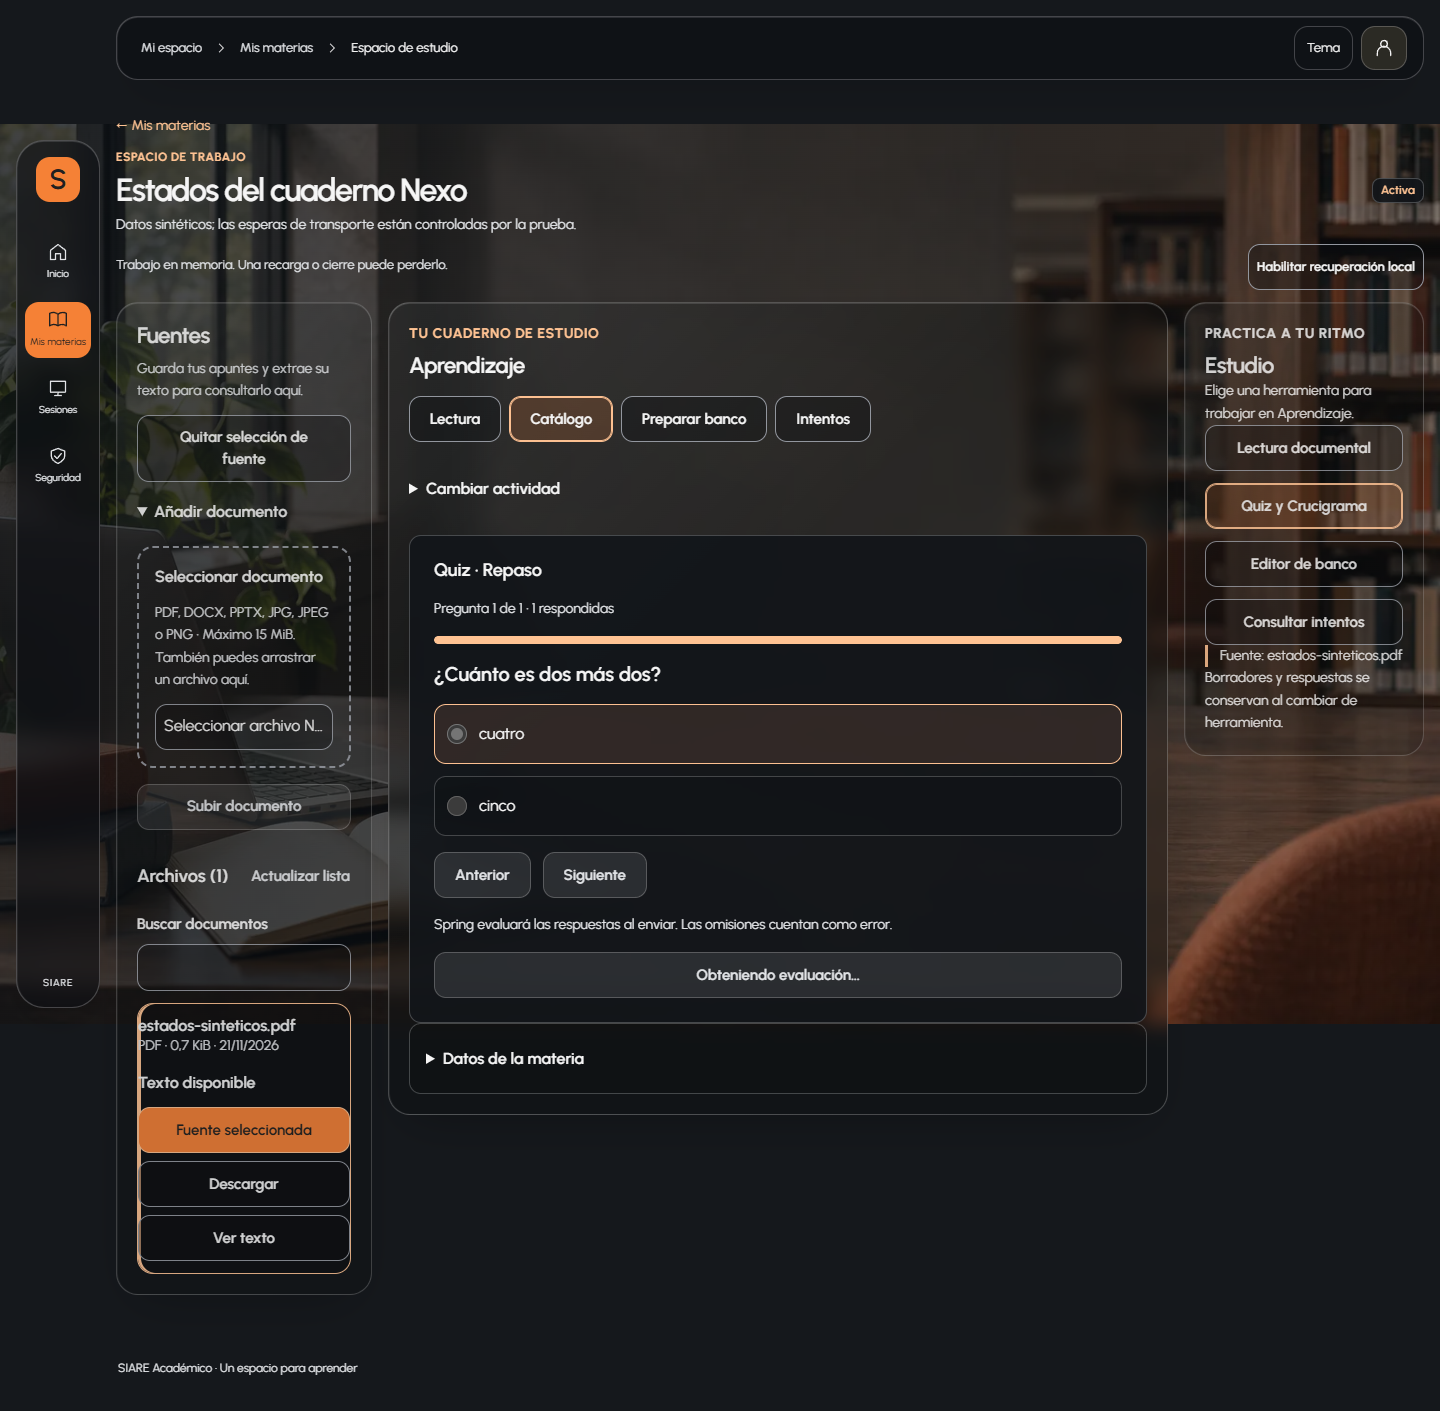 Mi espacio > Mis materias > Espacio de estudio
Tema
← Mis materias
S
Inicio
Mis materias
Sesiones
Seguridad
SIARE
ESPACIO DE TRABAJO
Estados del cuaderno Nexo
Activa
Datos sintéticos; las esperas de transporte están controladas por la prueba.
Trabajo en memoria. Una recarga o cierre puede perderlo.
Habilitar recuperación local
Fuentes
Guarda tus apuntes y extrae su
texto para consultarlo aquí.
Quitar selección de
fuente
▼ Añadir documento
Seleccionar documento
PDF, DOCX, PPTX, JPG, JPEG
o PNG · Máximo 15 MiB.
También puedes arrastrar
un archivo aquí.
Seleccionar archivo N...
Subir documento
Archivos (1)
Actualizar lista
Buscar documentos
estados-sinteticos.pdf
PDF · 0,7 KiB · 21/11/2026
Texto disponible
Fuente seleccionada
Descargar
Ver texto
TU CUADERNO DE ESTUDIO
Aprendizaje
Lectura
Catálogo
Preparar banco
Intentos
▶ Cambiar actividad
Quiz · Repaso
Pregunta 1 de 1 · 1 respondidas
¿Cuánto es dos más dos?
cuatro
cinco
Anterior
Siguiente
Spring evaluará las respuestas al enviar. Las omisiones cuentan como error.
Obteniendo evaluación...
▶ Datos de la materia
PRACTICA A TU RITMO
Estudio
Elige una herramienta para
trabajar en Aprendizaje.
Lectura documental
Quiz y Crucigrama
Editor de banco
Consultar intentos
Fuente: estados-sinteticos.pdf
Borradores y respuestas se
conservan al cambiar de
herramienta.
SIARE Académico · Un espacio para aprender